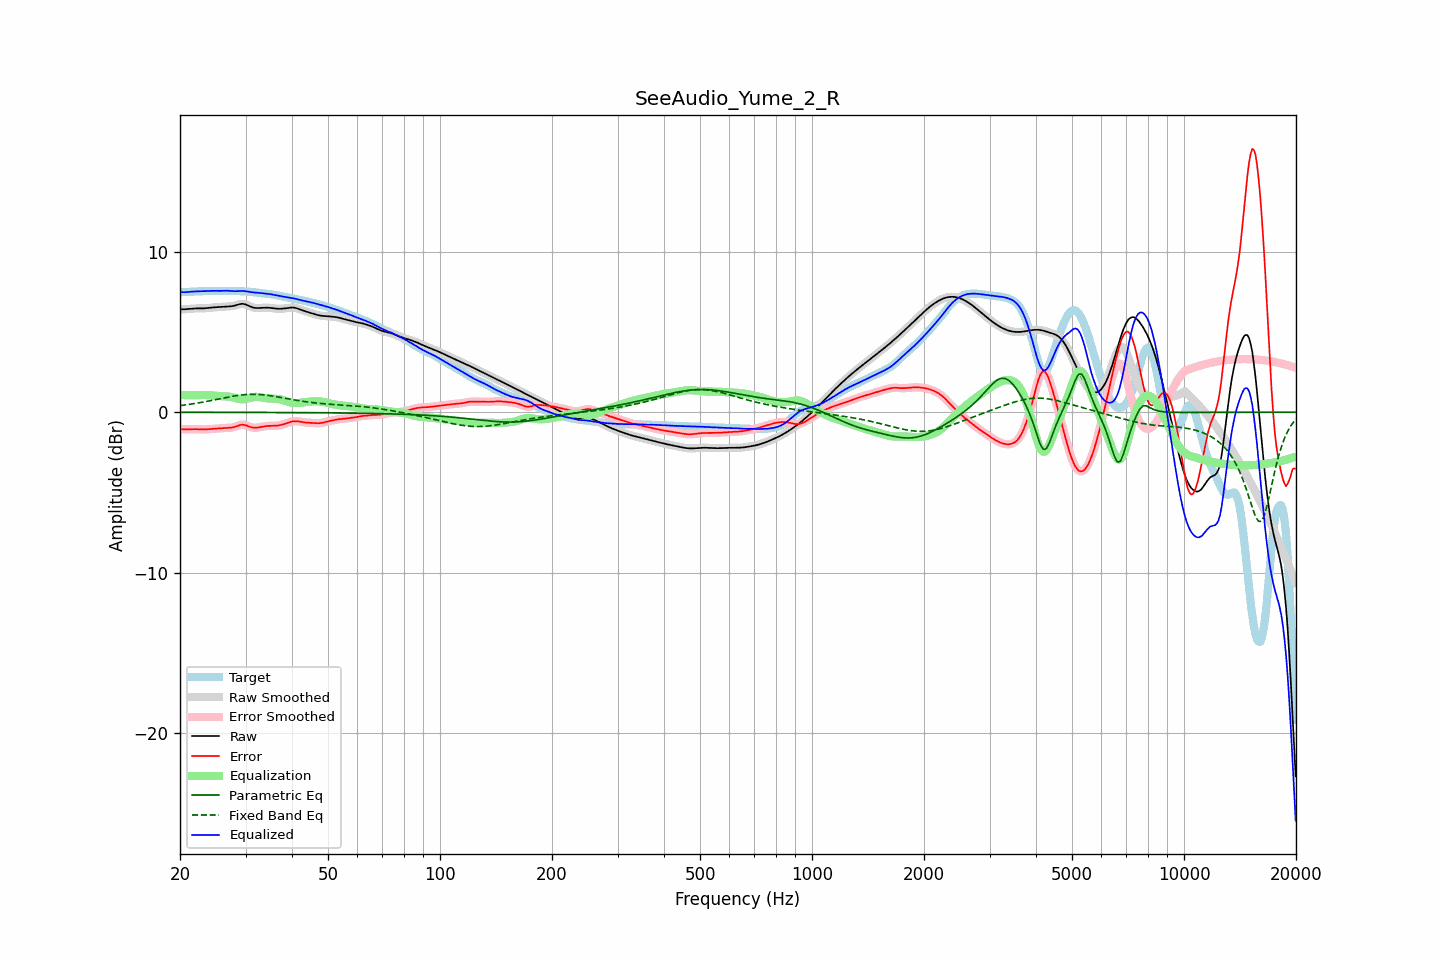 SeeAudio_Yume_2_R
Amplitude (dBr)
10
0
−10
−20
Target
Raw Smoothed
Error Smoothed
Raw
Error
Equalization
Parametric Eq
Fixed Band Eq
Equalized
20 50 100 200 500 1000 2000 5000 10000 20000
Frequency (Hz)